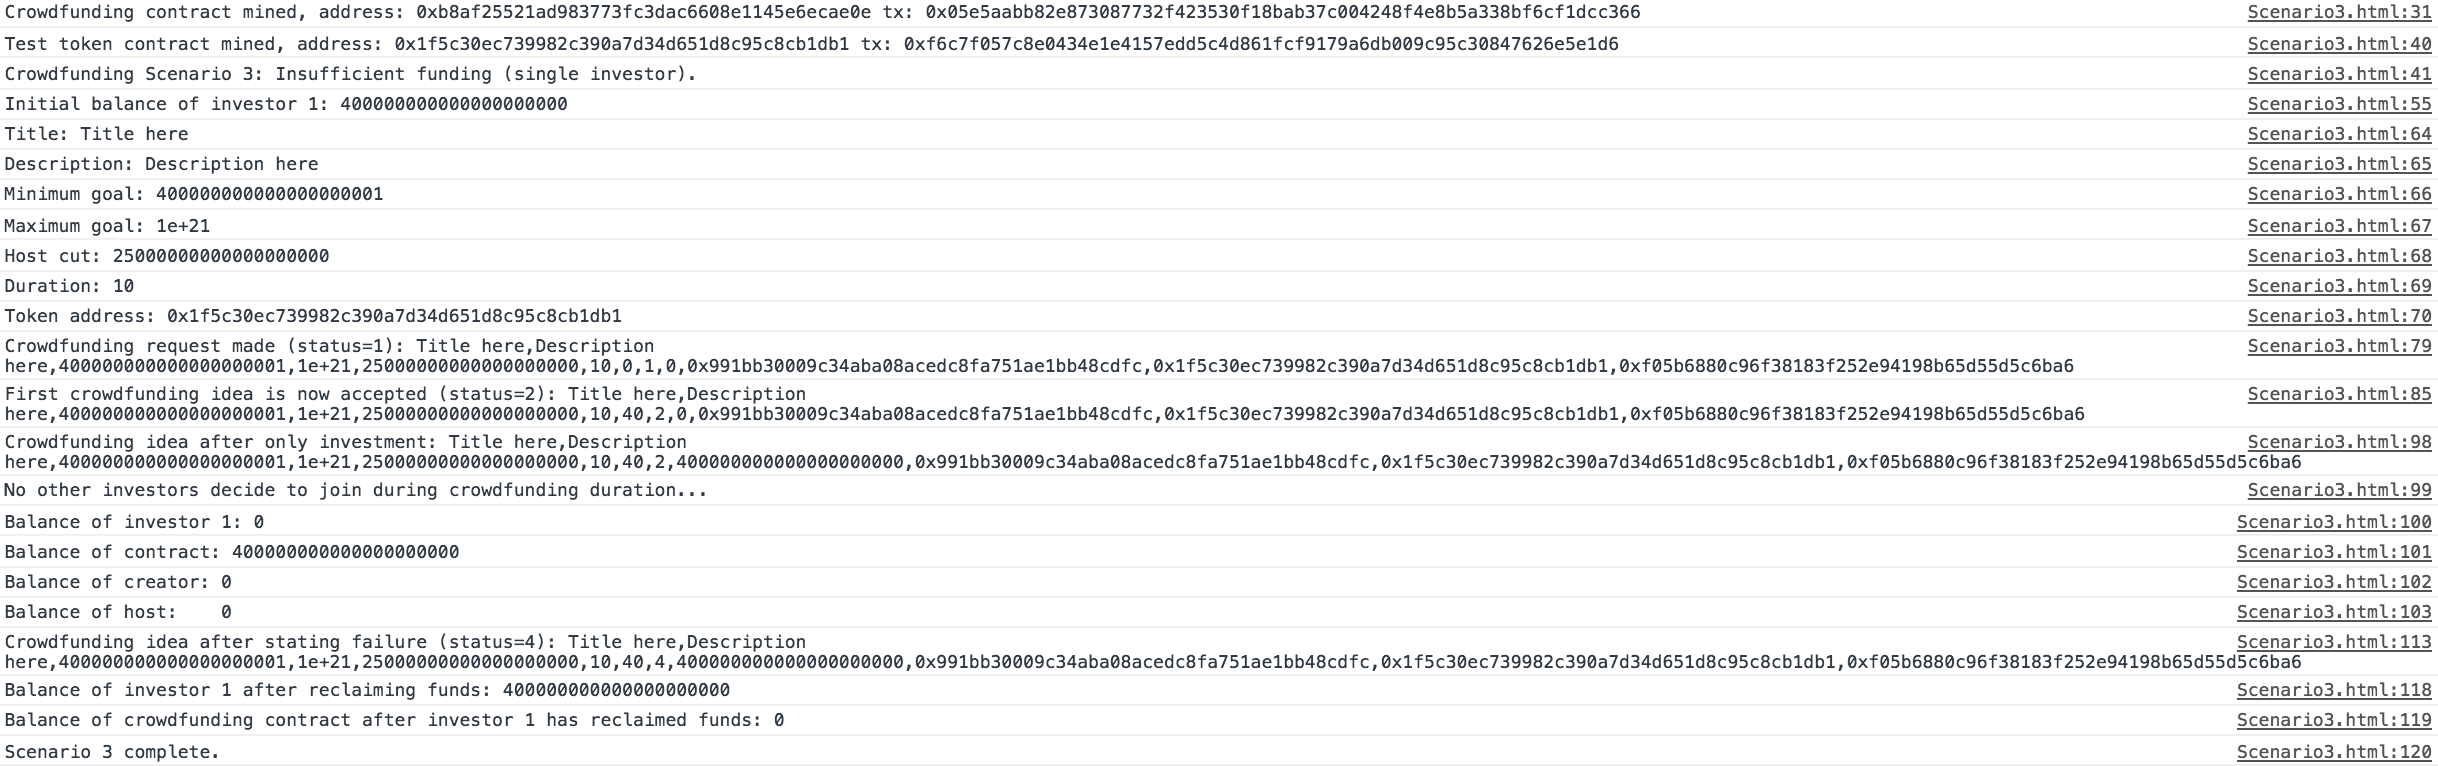 Crowdfunding contract mined, address: 0xb8af25521ad983773fc3dac6608e1145e6ecae0e tx: 0x05e5aabb82e873087732f423530f18bab37c004248f4e8b5a338bf6cf1dcc366 Scenario3.html:31
Test token contract mined, address: 0x1f5c30ec739982c390a7d34d651d8c95c8cb1db1 tx: 0xf6c7f057c8e0434e1e4157edd5c4d861fcf9179a6db009c95c30847626e5e1d6 Scenario3.html:40
Crowdfunding Scenario 3: Insufficient funding (single investor). Scenario3.html:41
Initial balance of investor 1: 400000000000000000000 Scenario3.html:55
Title: Title here Scenario3.html:64
Description: Description here Scenario3.html:65
Minimum goal: 400000000000000000001 Scenario3.html:66
Maximum goal: 1e+21 Scenario3.html:67
Host cut: 25000000000000000000 Scenario3.html:68
Duration: 10 Scenario3.html:69
Token address: 0x1f5c30ec739982c390a7d34d651d8c95c8cb1db1 Scenario3.html:70
Crowdfunding request made (status=1): Title here,Description Scenario3.html:79
here,400000000000000000001,1e+21,25000000000000000000,10,0,1,0,0x991bb30009c34aba08acedc8fa751ae1bb48cdfc,0x1f5c30ec739982c390a7d34d651d8c95c8cb1db1,0xf05b6880c96f38183f252e94198b65d55d5c6ba6
First crowdfunding idea is now accepted (status=2): Title here,Description Scenario3.html:85
here,400000000000000000001,1e+21,25000000000000000000,10,40,2,0,0x991bb30009c34aba08acedc8fa751ae1bb48cdfc,0x1f5c30ec739982c390a7d34d651d8c95c8cb1db1,0xf05b6880c96f38183f252e94198b65d55d5c6ba6
Crowdfunding idea after only investment: Title here,Description Scenario3.html:98
here,400000000000000000001,1e+21,25000000000000000000,10,40,2,400000000000000000000,0x991bb30009c34aba08acedc8fa751ae1bb48cdfc,0x1f5c30ec739982c390a7d34d651d8c95c8cb1db1,0xf05b6880c96f38183f252e94198b65d55d5c6ba6
No other investors decide to join during crowdfunding duration... Scenario3.html:99
Balance of investor 1: 0 Scenario3.html:100
Balance of contract: 400000000000000000000 Scenario3.html:101
Balance of creator: 0 Scenario3.html:102
Balance of host:    0 Scenario3.html:103
Crowdfunding idea after stating failure (status=4): Title here,Description Scenario3.html:113
here,400000000000000000001,1e+21,25000000000000000000,10,40,4,400000000000000000000,0x991bb30009c34aba08acedc8fa751ae1bb48cdfc,0x1f5c30ec739982c390a7d34d651d8c95c8cb1db1,0xf05b6880c96f38183f252e94198b65d55d5c6ba6
Balance of investor 1 after reclaiming funds: 400000000000000000000 Scenario3.html:118
Balance of crowdfunding contract after investor 1 has reclaimed funds: 0 Scenario3.html:119
Scenario 3 complete. Scenario3.html:120